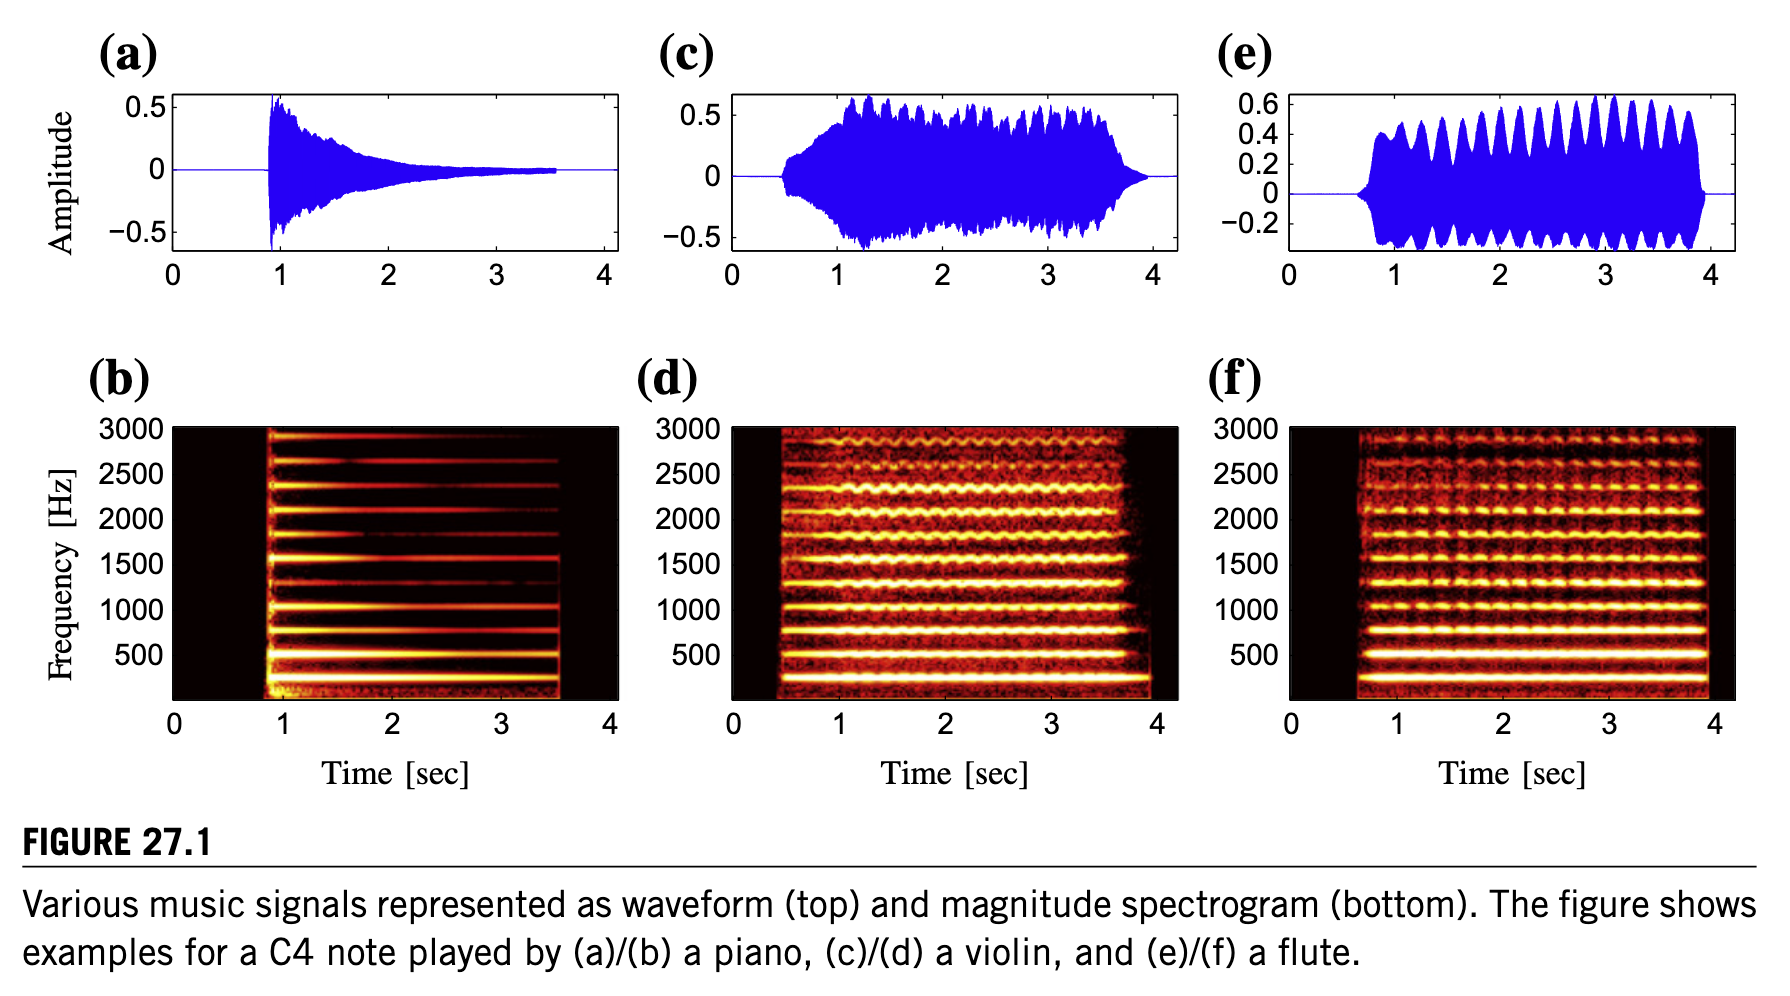 (a)
(c)
(e)
Amplitude
0.5
0
−0.5
0 1 2 3 4
0.5
0
−0.5
0 1 2 3 4
0.6
0.4
0.2
0
−0.2
0 1 2 3 4
(b)
(d)
(f)
Frequency [Hz]
3000
2500
2000
1500
1000
500
0 1 2 3 4
Time [sec]
3000
2500
2000
1500
1000
500
0 1 2 3 4
Time [sec]
3000
2500
2000
1500
1000
500
0 1 2 3 4
Time [sec]
FIGURE 27.1
Various music signals represented as waveform (top) and magnitude spectrogram (bottom). The figure shows
examples for a C4 note played by (a)/(b) a piano, (c)/(d) a violin, and (e)/(f) a flute.